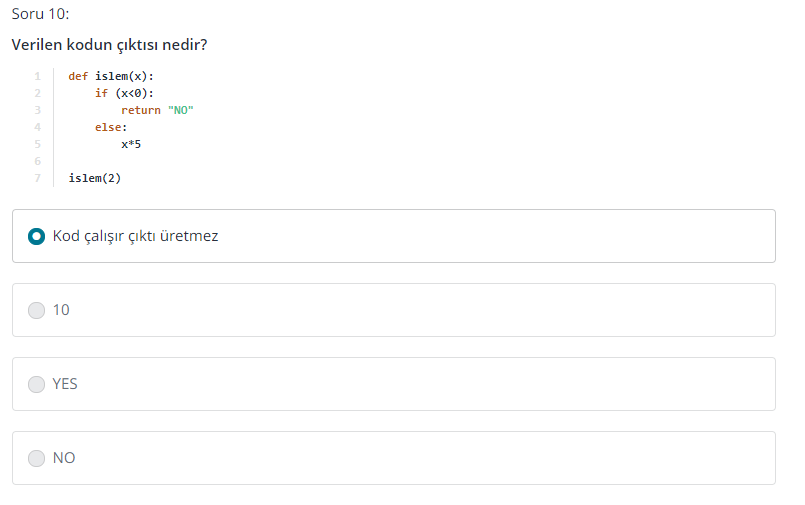 Soru 10:
Verilen kodun çıktısı nedir?
1 def islem(x):
2     if (x<0):
3         return "NO"
4     else:
5         x*5
6
7 islem(2)
Kod çalışır çıktı üretmez
10
YES
NO